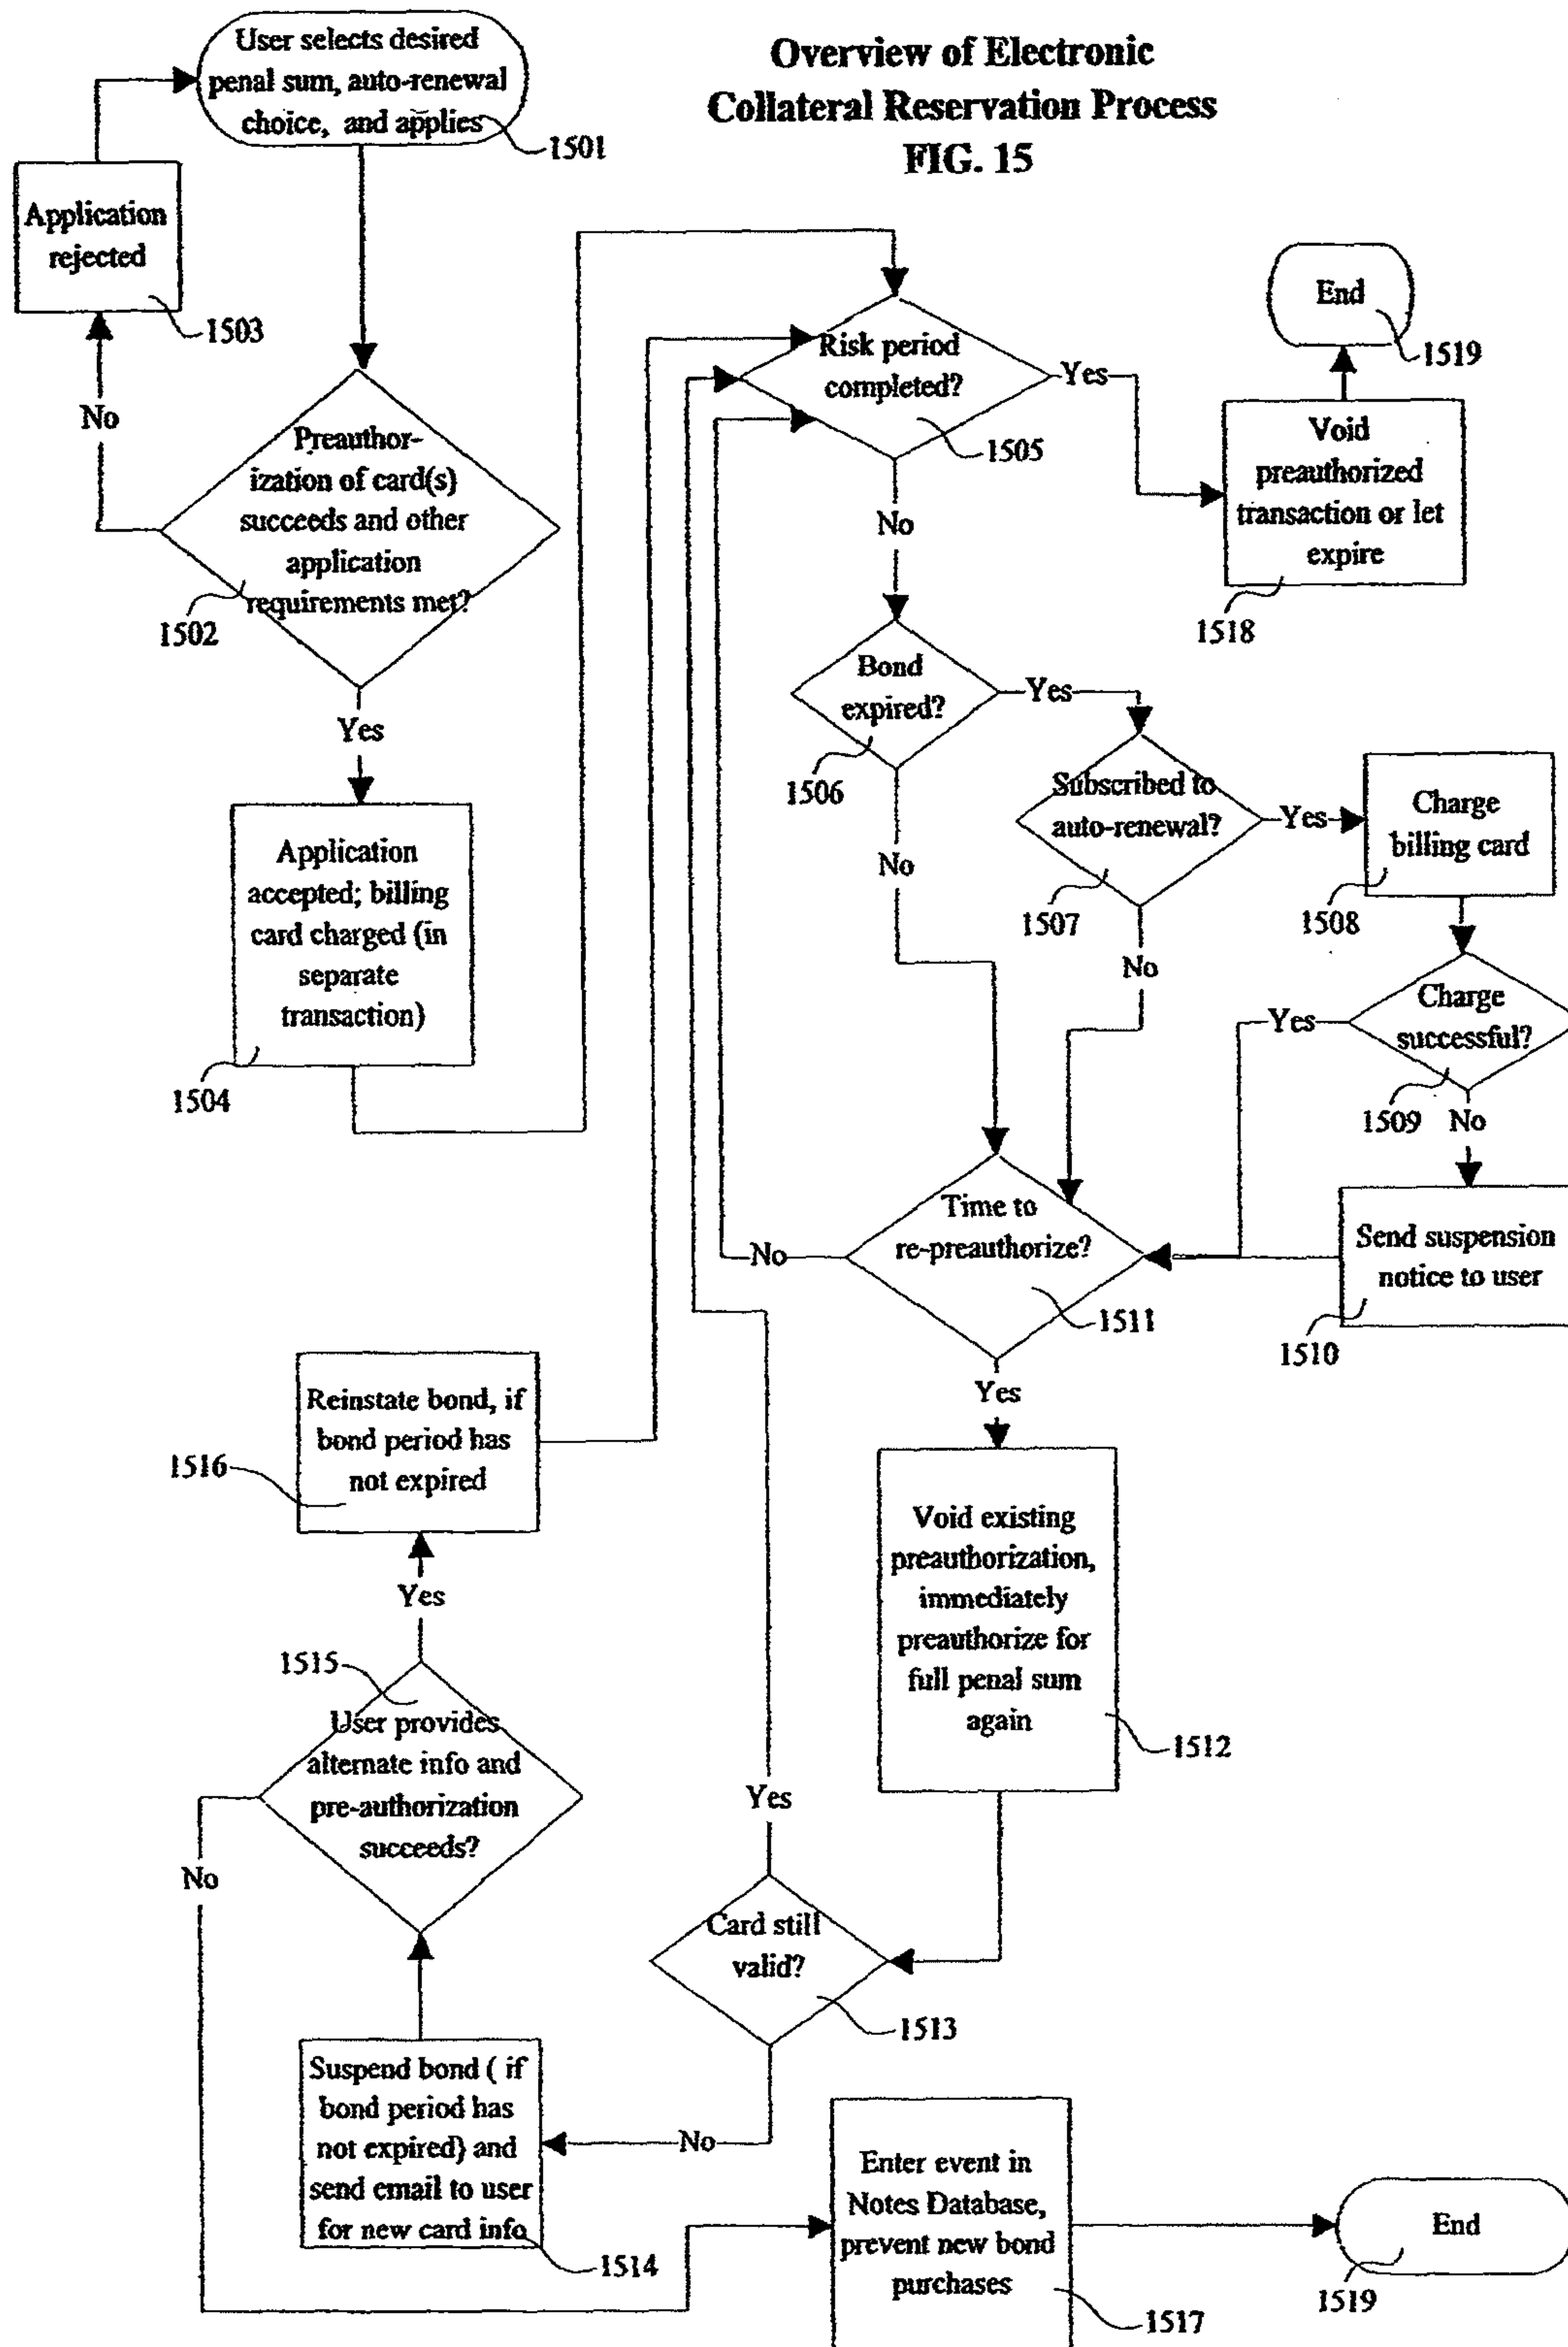 Overview of Electronic
Collateral Reservation Process
FIG. 15
User selects desired
penal sum, auto-renewal
choice, and applies
1501
Application
rejected
1503
No
Preauthor-
ization of card(s)
succeeds and other
application
requirements met?
1502
Yes
Application
accepted; billing
card charged (in
separate
transaction)
1504
Risk period
completed?
1505
Yes
End
1519
Void
preauthorized
transaction or let
expire
1518
No
Bond
expired?
1506
Yes
No
Subscribed to
auto-renewal?
1507
Yes
No
Charge
billing card
1508
Charge
successful?
1509
Yes
No
Send suspension
notice to user
1510
Time to
re-preauthorize?
1511
No
Yes
Void existing
preauthorization,
immediately
preauthorize for
full penal sum
again
1512
Card still
valid?
1513
Yes
No
Suspend bond ( if
bond period has
not expired) and
send email to user
for new card info
1514
User provides
alternate info and
pre-authorization
succeeds?
1515
Yes
No
Reinstate bond, if
bond period has
not expired
1516
Enter event in
Notes Database,
prevent new bond
purchases
1517
End
1519